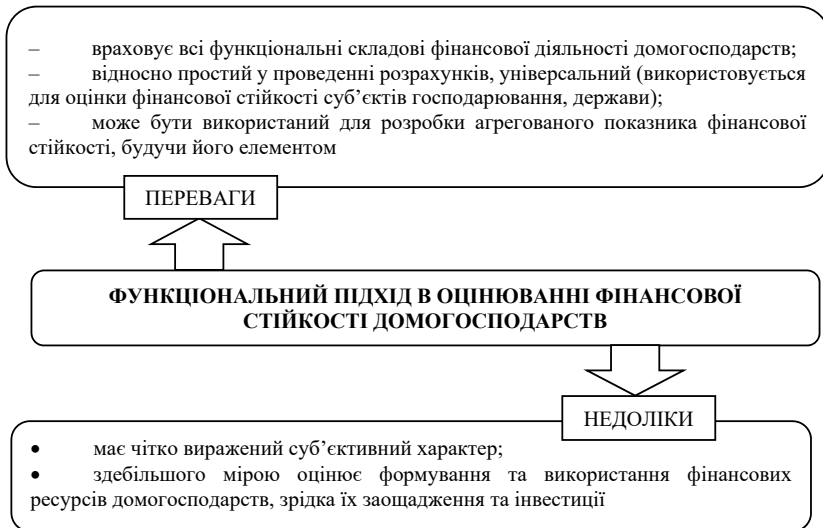 – враховує всі функціональні складові фінансової діяльності домогосподарств;
– відносно простий у проведенні розрахунків, універсальний (використовується
для оцінки фінансової стійкості суб’єктів господарювання, держави);
– може бути використаний для розробки агрегованого показника фінансової
стійкості, будучи його елементом
ПЕРЕВАГИ
ФУНКЦІОНАЛЬНИЙ ПІДХІД В ОЦІНЮВАННІ ФІНАНСОВОЇ
СТІЙКОСТІ ДОМОГОСПОДАРСТВ
НЕДОЛІКИ
• має чітко виражений суб’єктивний характер;
• здебільшого мірою оцінює формування та використання фінансових
ресурсів домогосподарств, зрідка їх заощадження та інвестиції